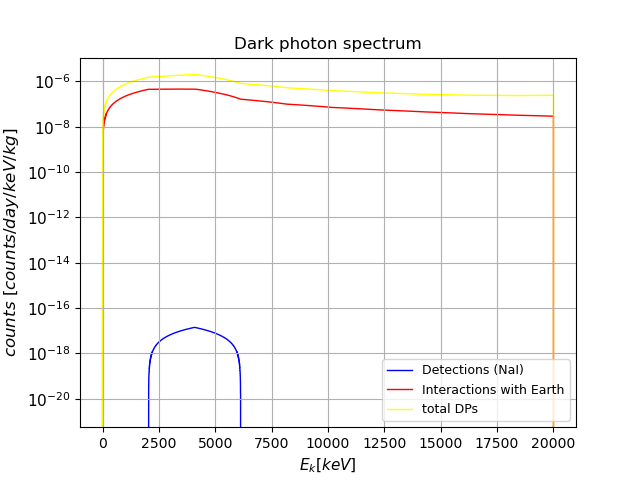 Dark photon spectrum
counts [counts/day/keV/kg]
10⁻⁶
10⁻⁸
10⁻¹⁰
10⁻¹²
10⁻¹⁴
10⁻¹⁶
10⁻¹⁸
10⁻²⁰
Detections (NaI)
Interactions with Earth
total DPs
0 2500 5000 7500 10000 12500 15000 17500 20000
Eₖ[keV]